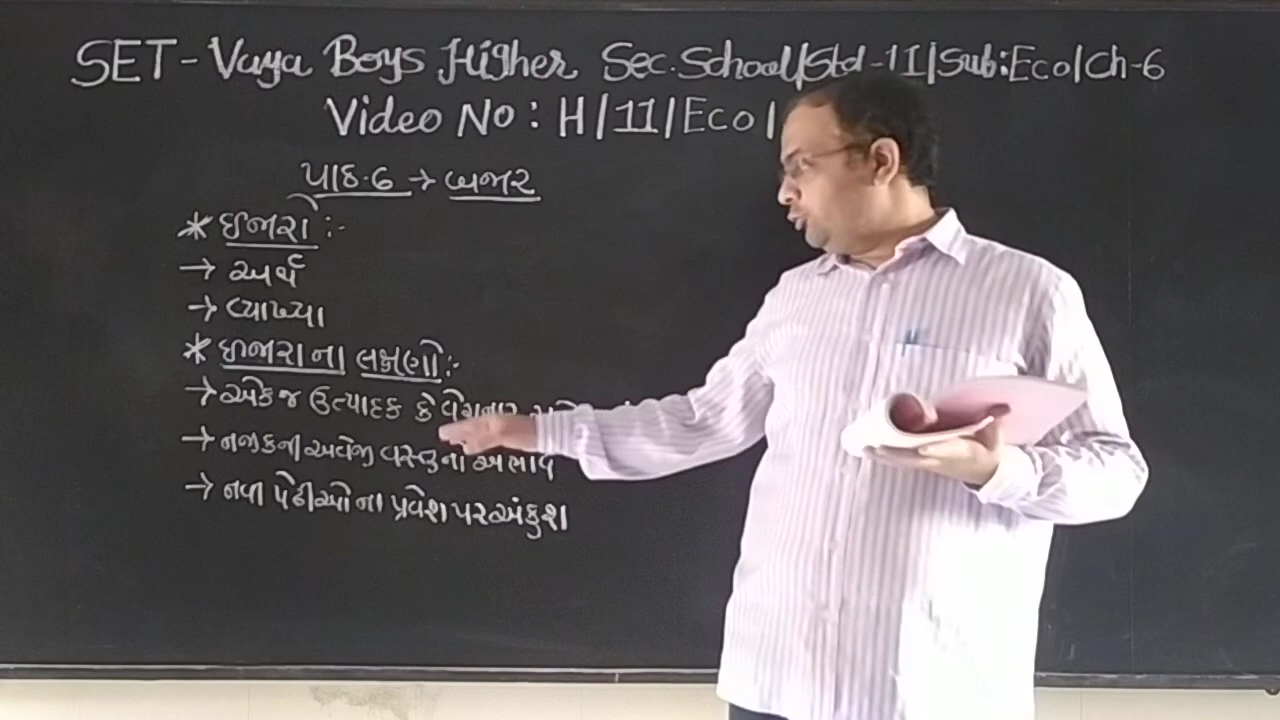 SET - Vaya Boys Higher Sec. School/Std-11/Sub:Eco/Ch-6
Video No : H/11/Eco/
પાઠ-૬ → બજાર
* ઈજારો :-
→ અર્થ
→ વ્યાખ્યા
* ઈજારાના લક્ષણો :-
→ એક જ ઉત્પાદક કે વેચનાર
→ નજીકની અવેજી વસ્તુનો અભાવ
→ નવી પેઢીઓના પ્રવેશ પર અંકુશ